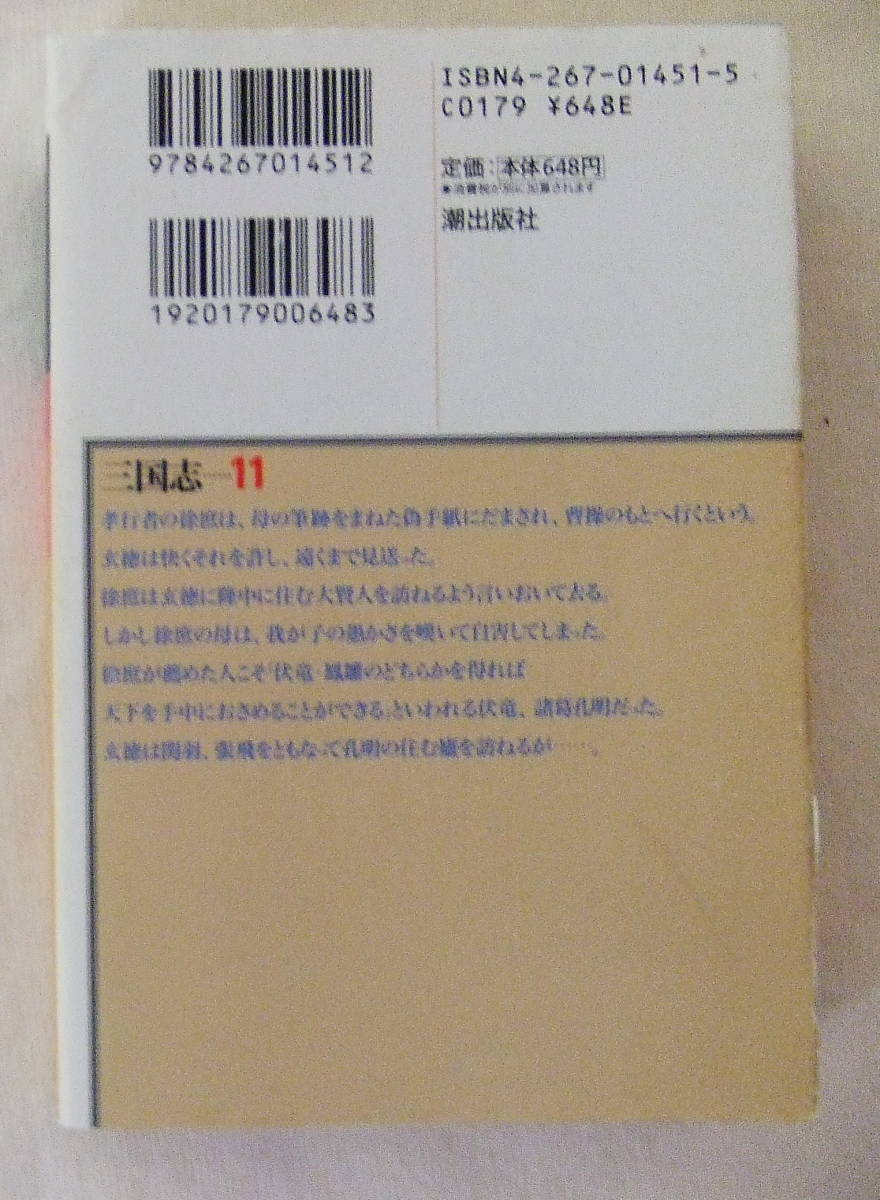 9784267014512
1920179006483
ISBN4-267-01451-5
C0179 ¥648E
定価：本体648円
●消費税が別に加算されます
潮出版社
三国志—11
孝行者の徐庶は、母の筆跡をまねた偽手紙にだまされ、曹操のもとへ行くという。
玄徳は快くそれを許し、遠くまで見送った。
徐庶は玄徳に隆中に住む大賢人を訪ねるよう言いおいて去る。
しかし徐庶の母は、我が子の愚かさを嘆いて自害してしまった。
徐庶が薦めた人こそ「伏竜・鳳雛のどちらかを得れば
天下を手中におさめることができる」といわれる伏竜、諸葛孔明だった。
玄徳は関羽、張飛をともなって孔明の住む廬を訪ねるが……。